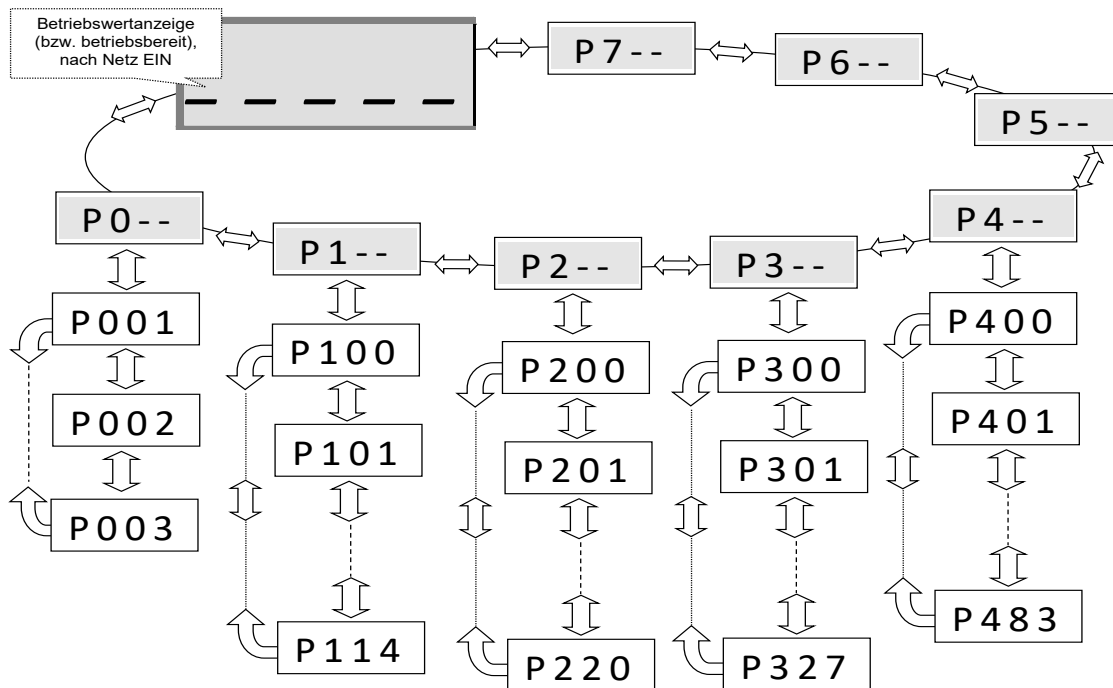 Betriebswertanzeige
(bzw. betriebsbereit),
nach Netz EIN
_ _ _ _ _
P7--
P6--
P5--
P0--
P1--
P2--
P3--
P4--
P001
P002
P003
P100
P101
P114
P200
P201
P220
P300
P301
P327
P400
P401
P483